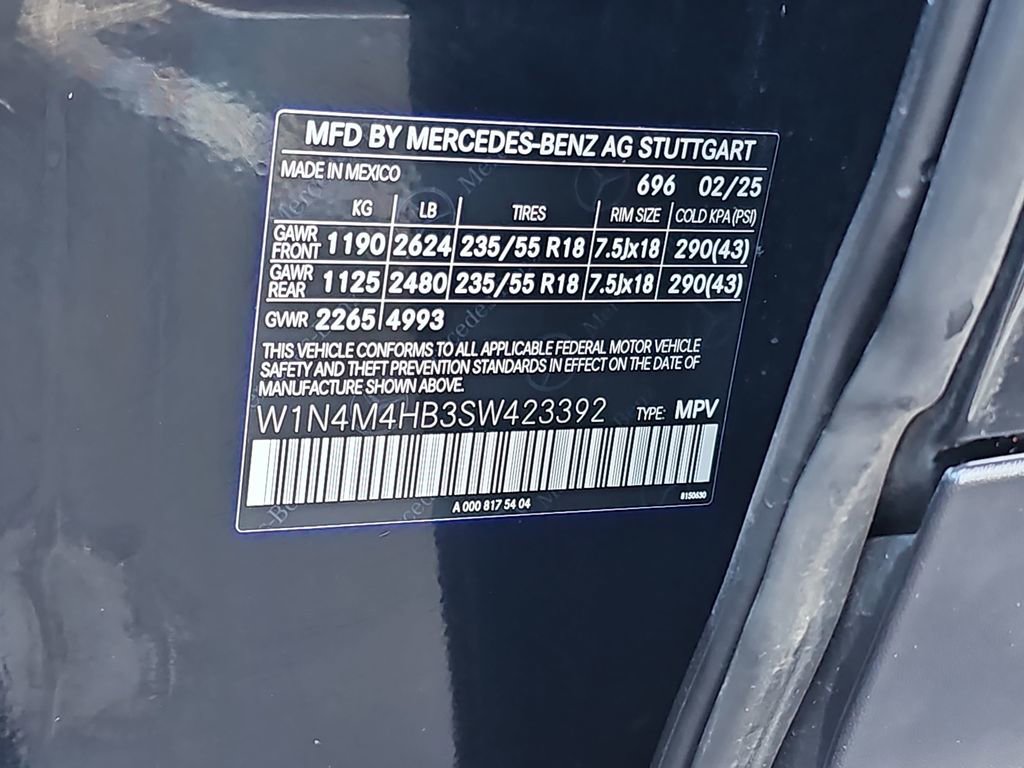 MFD BY MERCEDES-BENZ AG STUTTGART
MADE IN MEXICO 696 02/25
KG LB TIRES RIM SIZE COLD KPA (PSI)
GAWR FRONT 1190 2624 235/55 R18 7.5Jx18 290(43)
GAWR REAR 1125 2480 235/55 R18 7.5Jx18 290(43)
GVWR 2265 4993
THIS VEHICLE CONFORMS TO ALL APPLICABLE FEDERAL MOTOR VEHICLE
SAFETY AND THEFT PREVENTION STANDARDS IN EFFECT ON THE DATE OF
MANUFACTURE SHOWN ABOVE.
W1N4M4HB3SW423392 TYPE: MPV
A 000 817 54 04 8150630